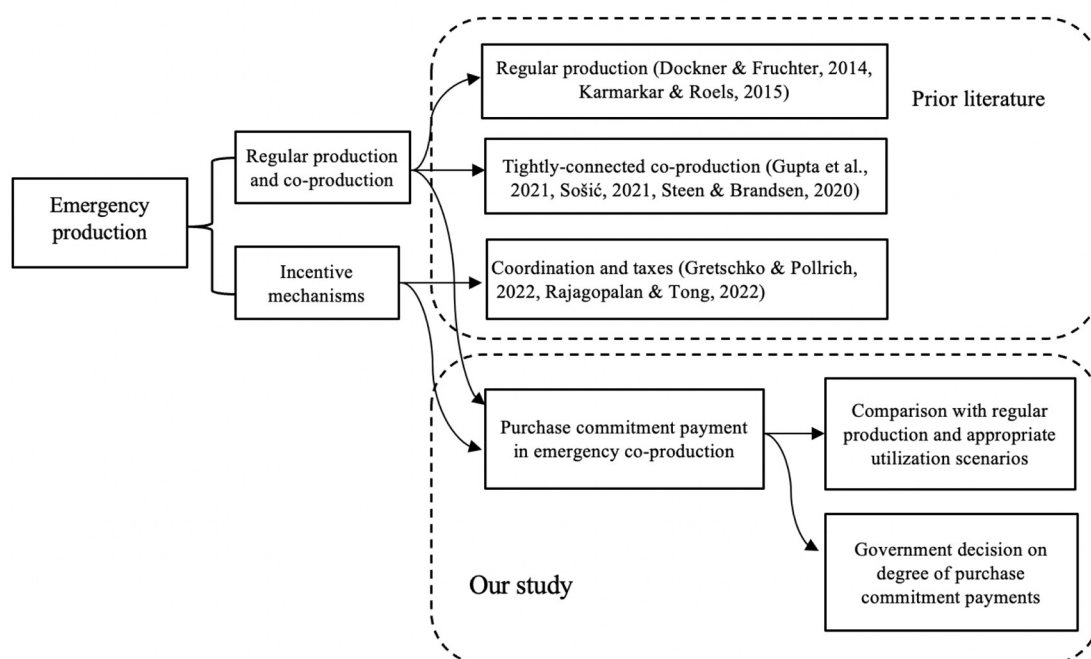 Emergency
production
Regular production
and co-production
Incentive
mechanisms
Regular production (Dockner & Fruchter, 2014,
Karmarkar & Roels, 2015)
Prior literature
Tightly-connected co-production (Gupta et al.,
2021, Sošić, 2021, Steen & Brandsen, 2020)
Coordination and taxes (Gretschko & Pollrich,
2022, Rajagopalan & Tong, 2022)
Purchase commitment payment
in emergency co-production
Comparison with regular
production and appropriate
utilization scenarios
Government decision on
degree of purchase
commitment payments
Our study